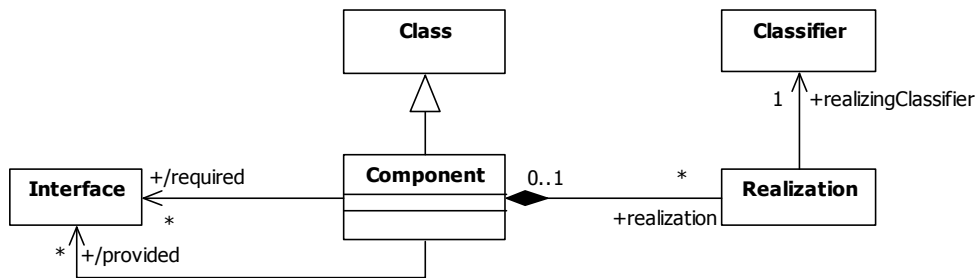 Class
Classifier
1 +realizingClassifier
Interface
+/required
*
Component
0..1
*
+realization
Realization
* +/provided